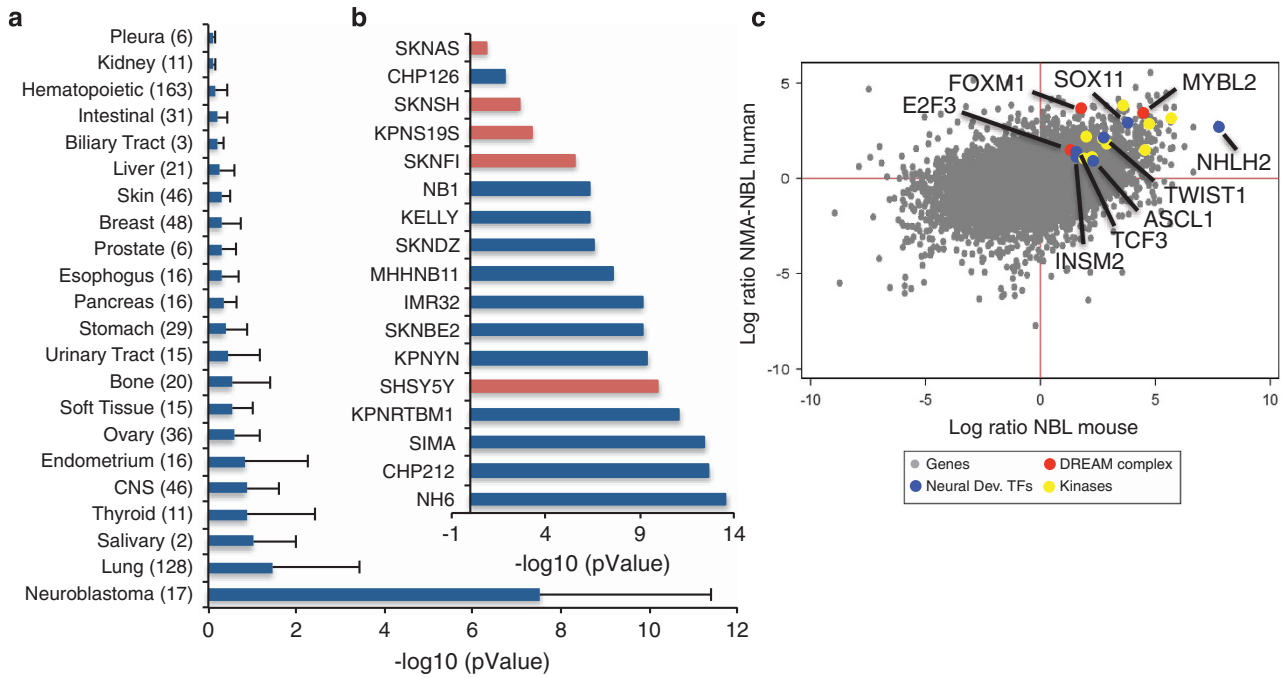 a
Pleura (6)
Kidney (11)
Hematopoietic (163)
Intestinal (31)
Biliary Tract (3)
Liver (21)
Skin (46)
Breast (48)
Prostate (6)
Esophogus (16)
Pancreas (16)
Stomach (29)
Urinary Tract (15)
Bone (20)
Soft Tissue (15)
Ovary (36)
Endometrium (16)
CNS (46)
Thyroid (11)
Salivary (2)
Lung (128)
Neuroblastoma (17)
0 2 4 6 8 10 12
-log10 (pValue)
b
SKNAS
CHP126
SKNSH
KPNS19S
SKNFI
NB1
KELLY
SKNDZ
MHHNB11
IMR32
SKNBE2
KPNYN
SHSY5Y
KPNRTBM1
SIMA
CHP212
NH6
-1 4 9 14
-log10 (pValue)
c
Log ratio NMA-NBL human
5
0
-5
-10
FOXM1
SOX11
MYBL2
E2F3
NHLH2
TWIST1
ASCL1
TCF3
INSM2
-10 -5 0 5 10
Log ratio NBL mouse
Genes
DREAM complex
Neural Dev. TFs
Kinases